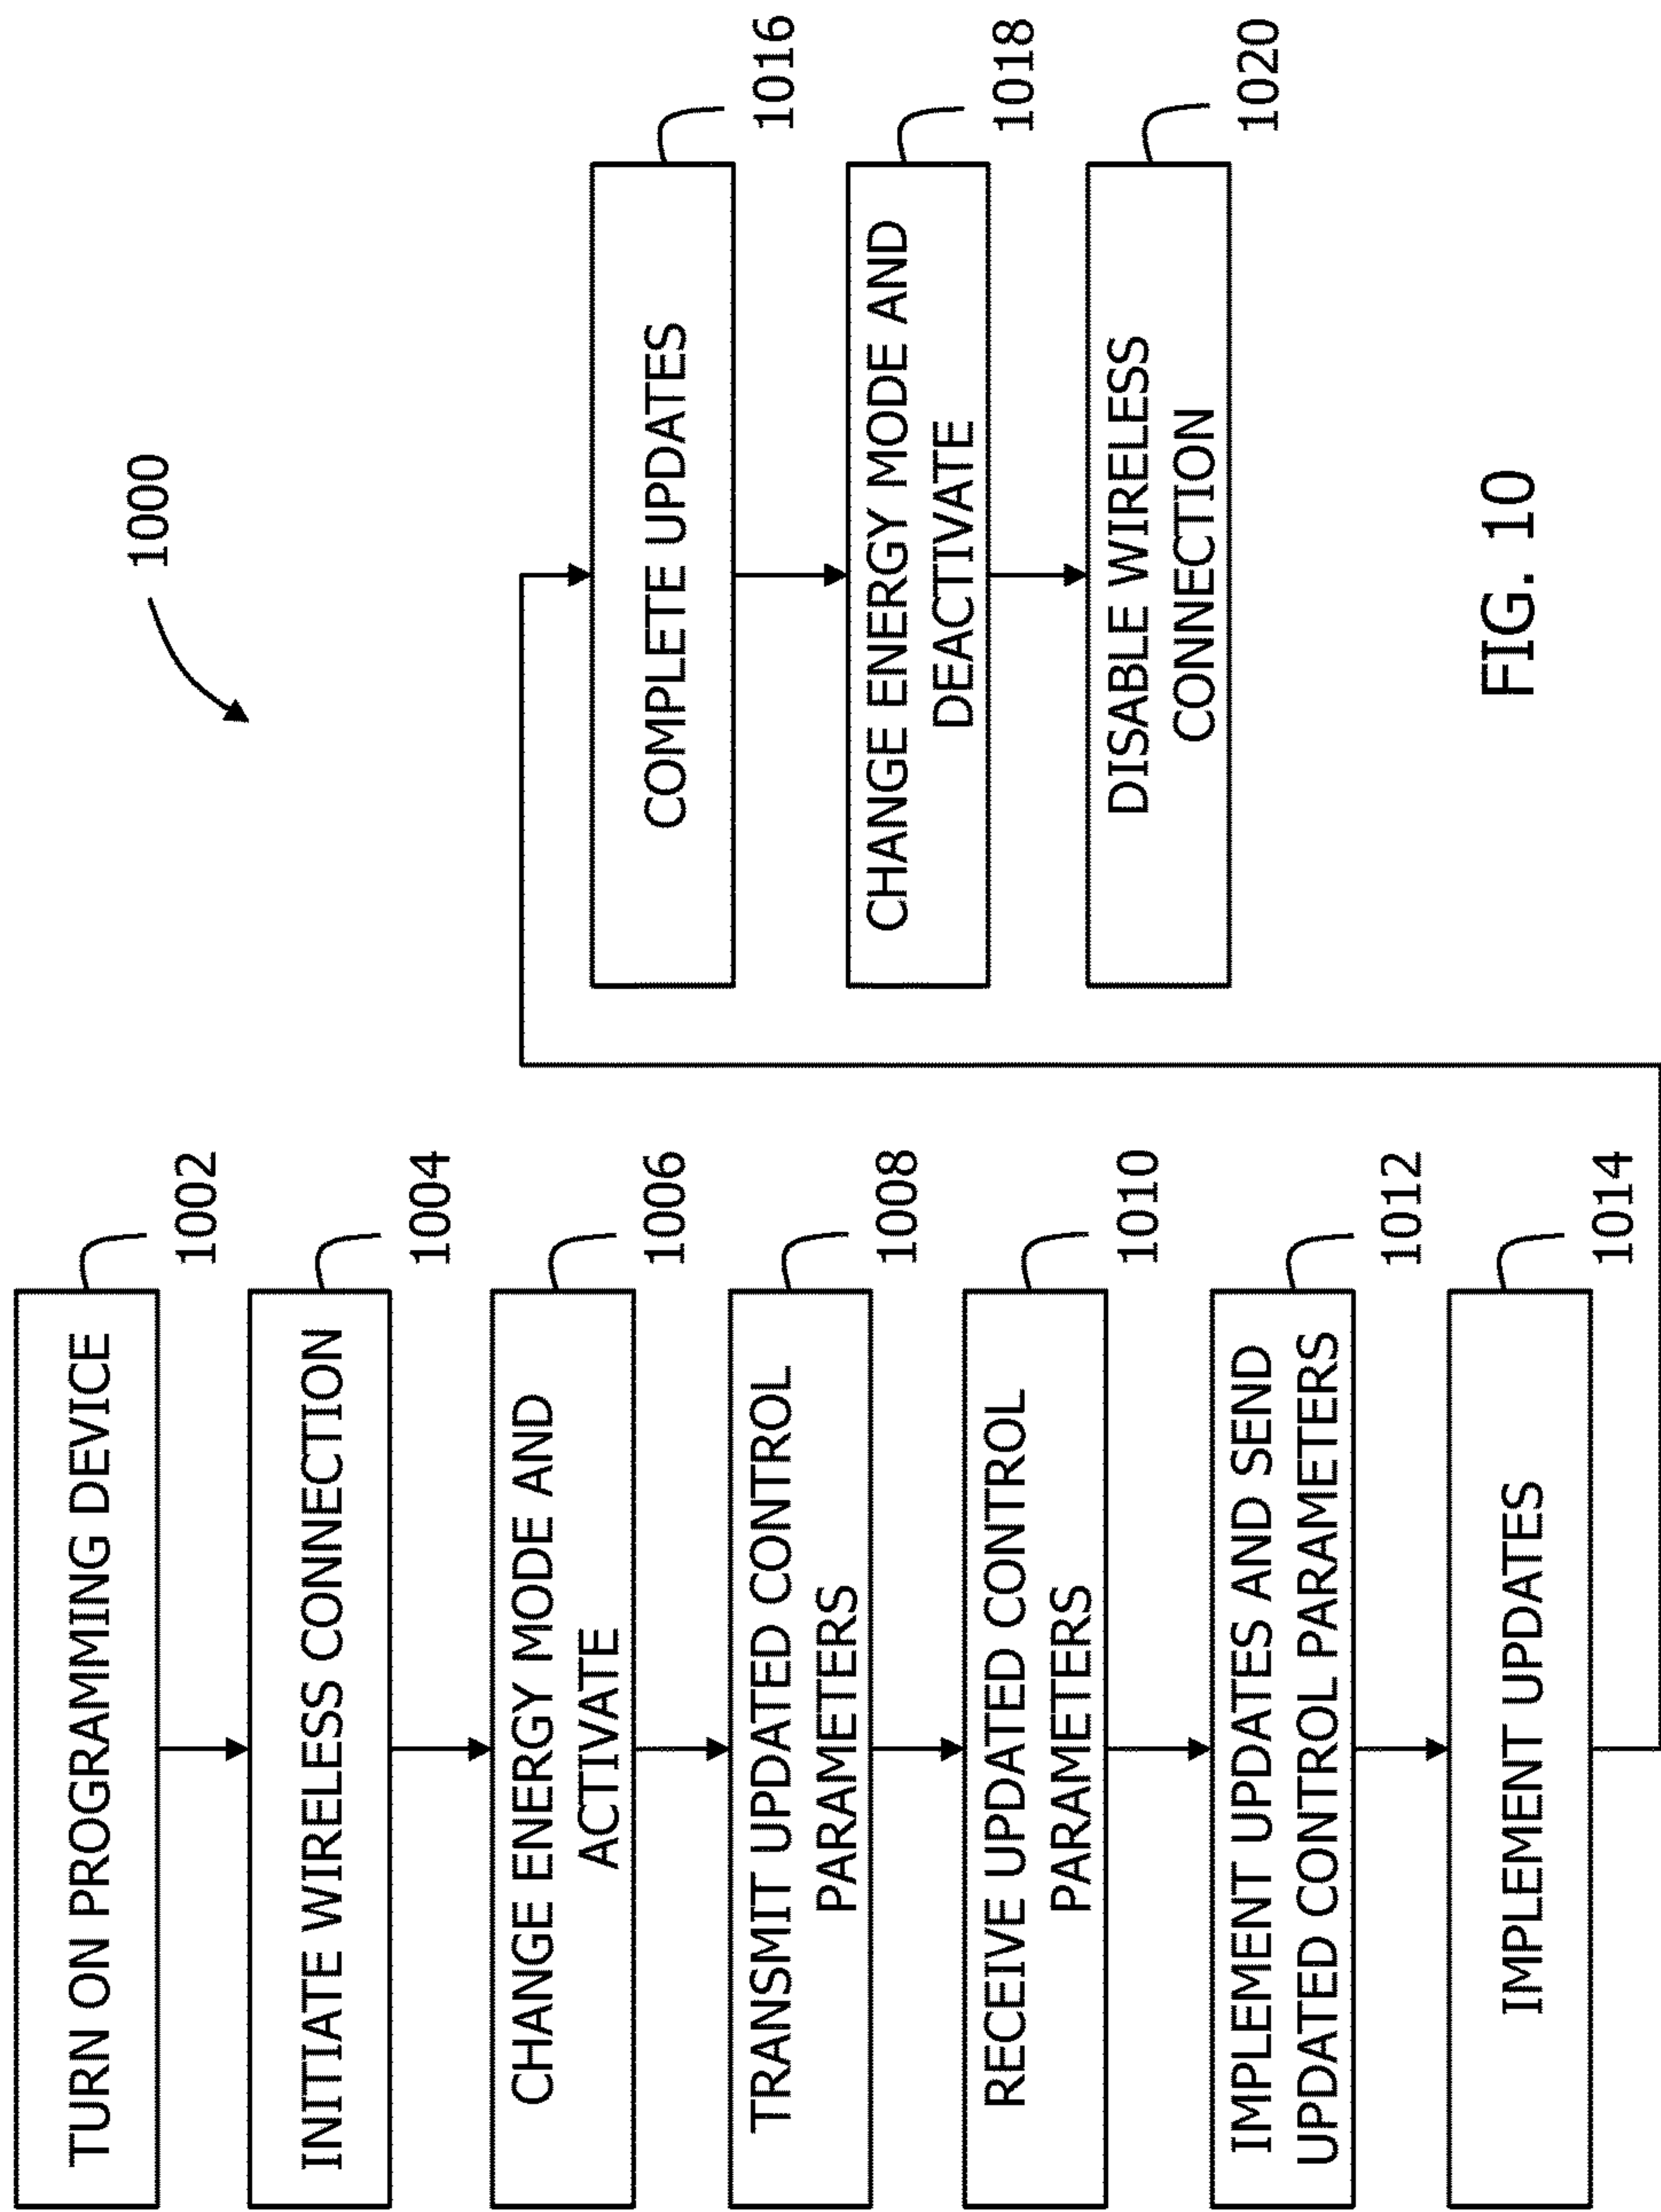 1000
TURN ON PROGRAMMING DEVICE
1002
INITIATE WIRELESS CONNECTION
1004
CHANGE ENERGY MODE AND
ACTIVATE
1006
TRANSMIT UPDATED CONTROL
PARAMETERS
1008
RECEIVE UPDATED CONTROL
PARAMETERS
1010
IMPLEMENT UPDATES AND SEND
UPDATED CONTROL PARAMETERS
1012
IMPLEMENT UPDATES
1014
COMPLETE UPDATES
1016
CHANGE ENERGY MODE AND
DEACTIVATE
1018
DISABLE WIRELESS
CONNECTION
1020
FIG. 10